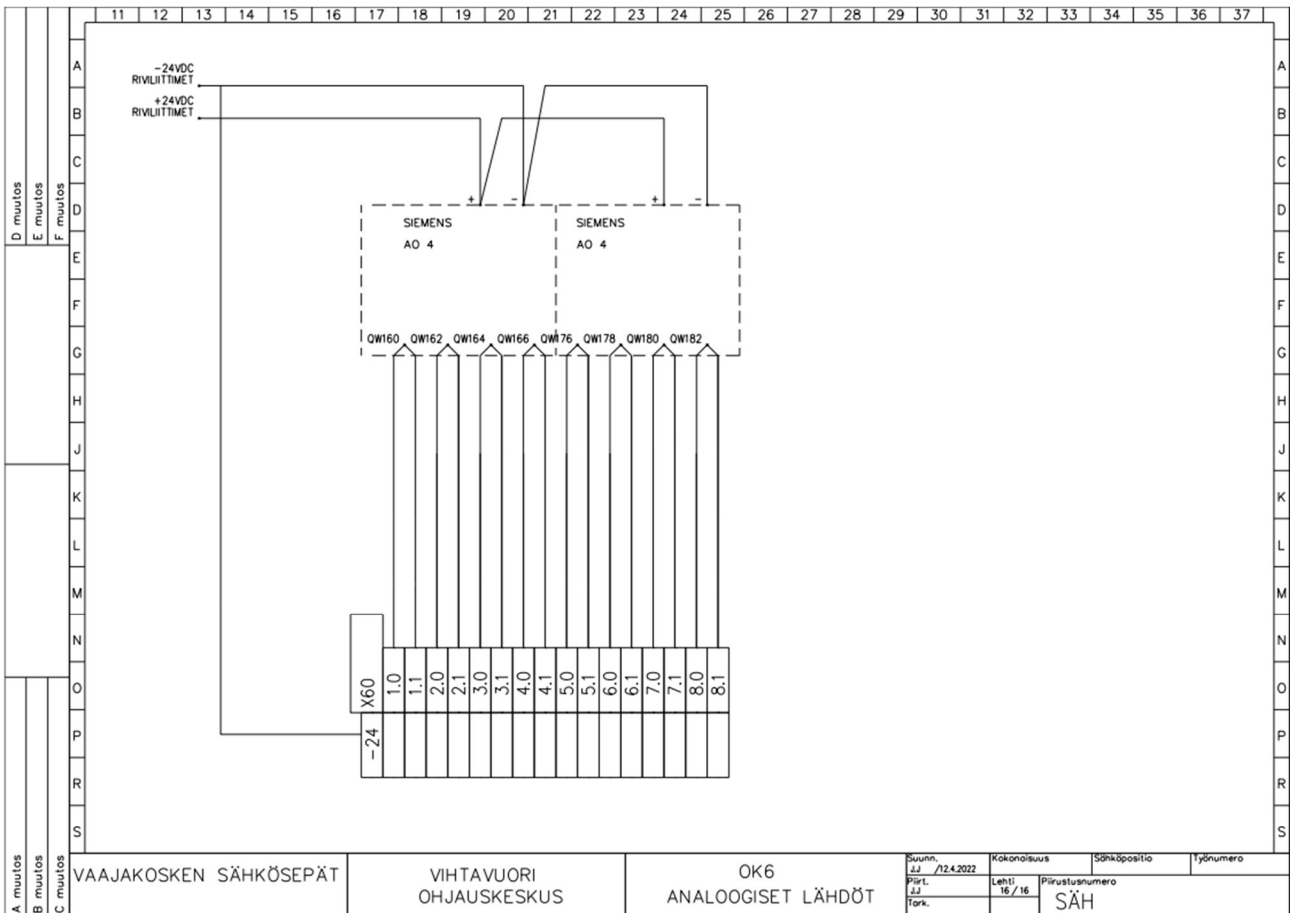 11 12 13 14 15 16 17 18 19 20 21 22 23 24 25 26 27 28 29 30 31 32 33 34 35 36 37
D muutos
E muutos
F muutos
A muutos
B muutos
C muutos
A A
B B
C C
D D
E E
F F
G G
H H
J J
K K
L L
M M
N N
O O
P P
R R
S S
-24VDC
RIVILIITTIMET
+24VDC
RIVILIITTIMET
+ - + -
SIEMENS
AO 4
SIEMENS
AO 4
QW160 QW162 QW164 QW166 QW176 QW178 QW180 QW182
X60 1.0 1.1 2.0 2.1 3.0 3.1 4.0 4.1 5.0 5.1 6.0 6.1 7.0 7.1 8.0 8.1
-24
VAAJAKOSKEN SÄHKÖSEPÄT
VIHTAVUORI
OHJAUSKESKUS
OK6
ANALOOGISET LÄHDÖT
Suunn.
J.J /12.4.2022
Piirt.
J.J
Tark.
Kokonaisuus
Lehti
16 / 16
Sähköpositio
Työnumero
Piirustusnumero
SÄH